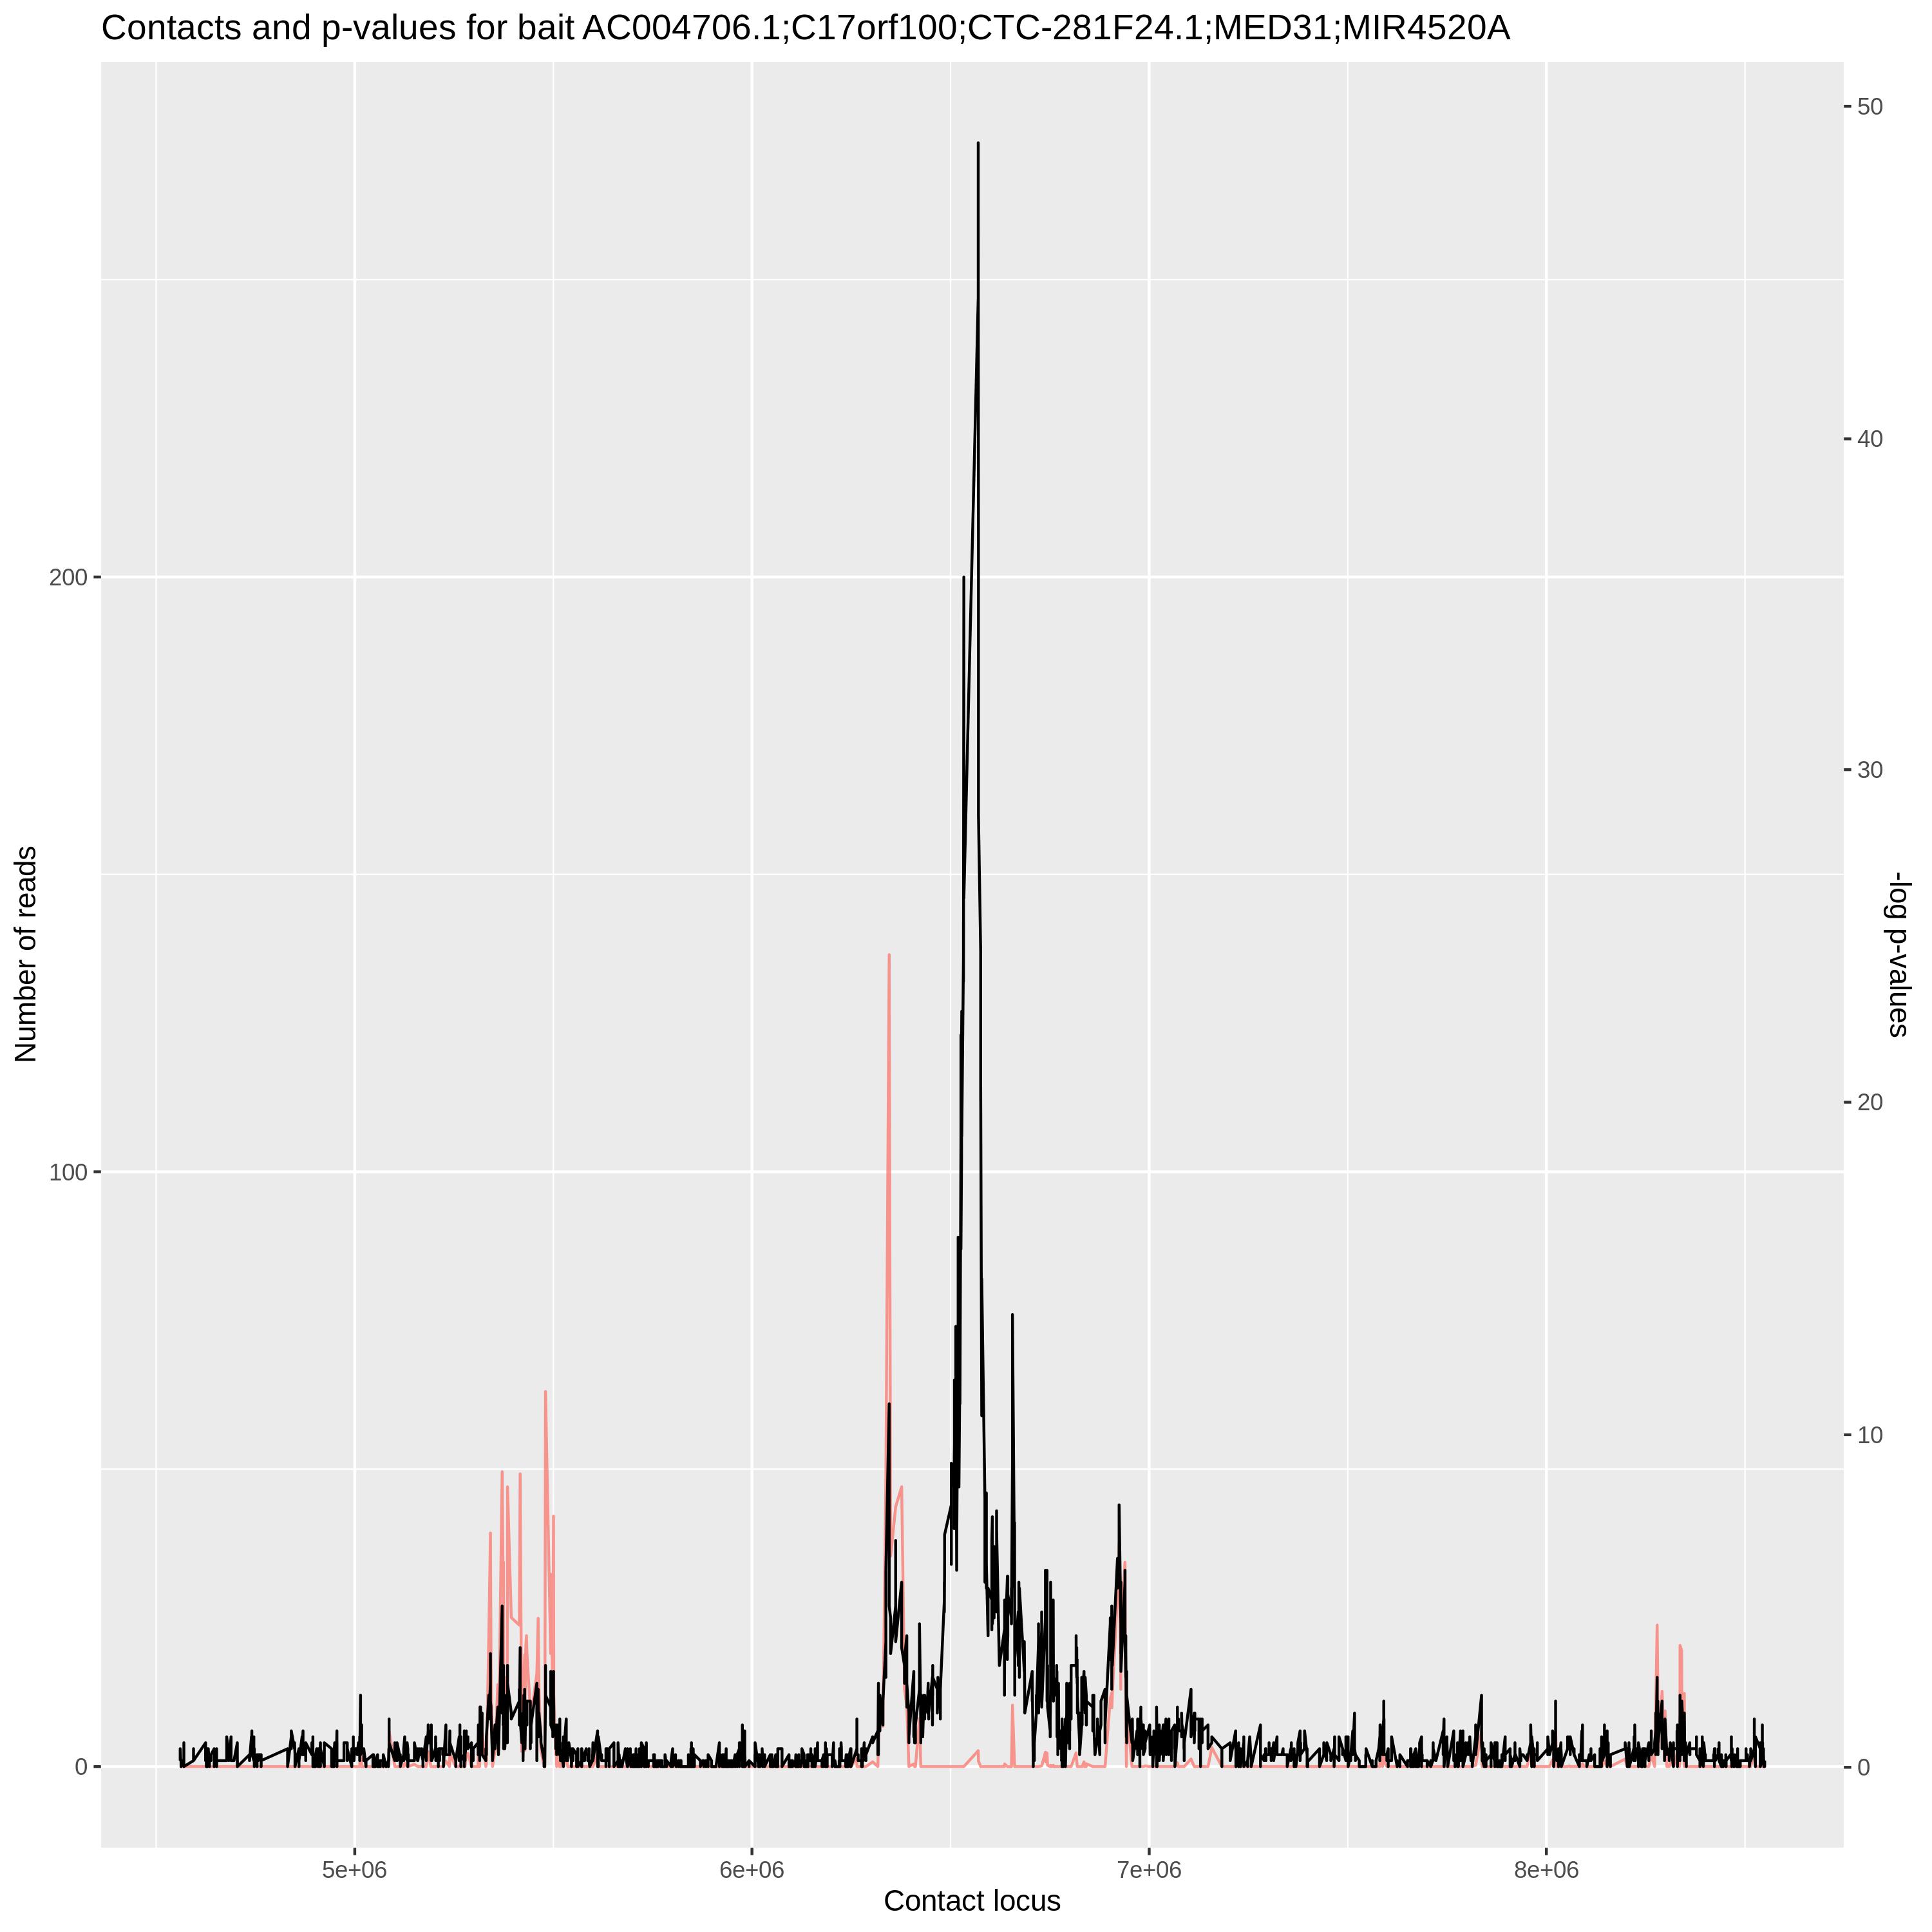 Contacts and p-values for bait AC004706.1;C17orf100;CTC-281F24.1;MED31;MIR4520A
Number of reads
200
100
0
50
40
30
20
10
0
-log p-values
5e+06
6e+06
7e+06
8e+06
Contact locus